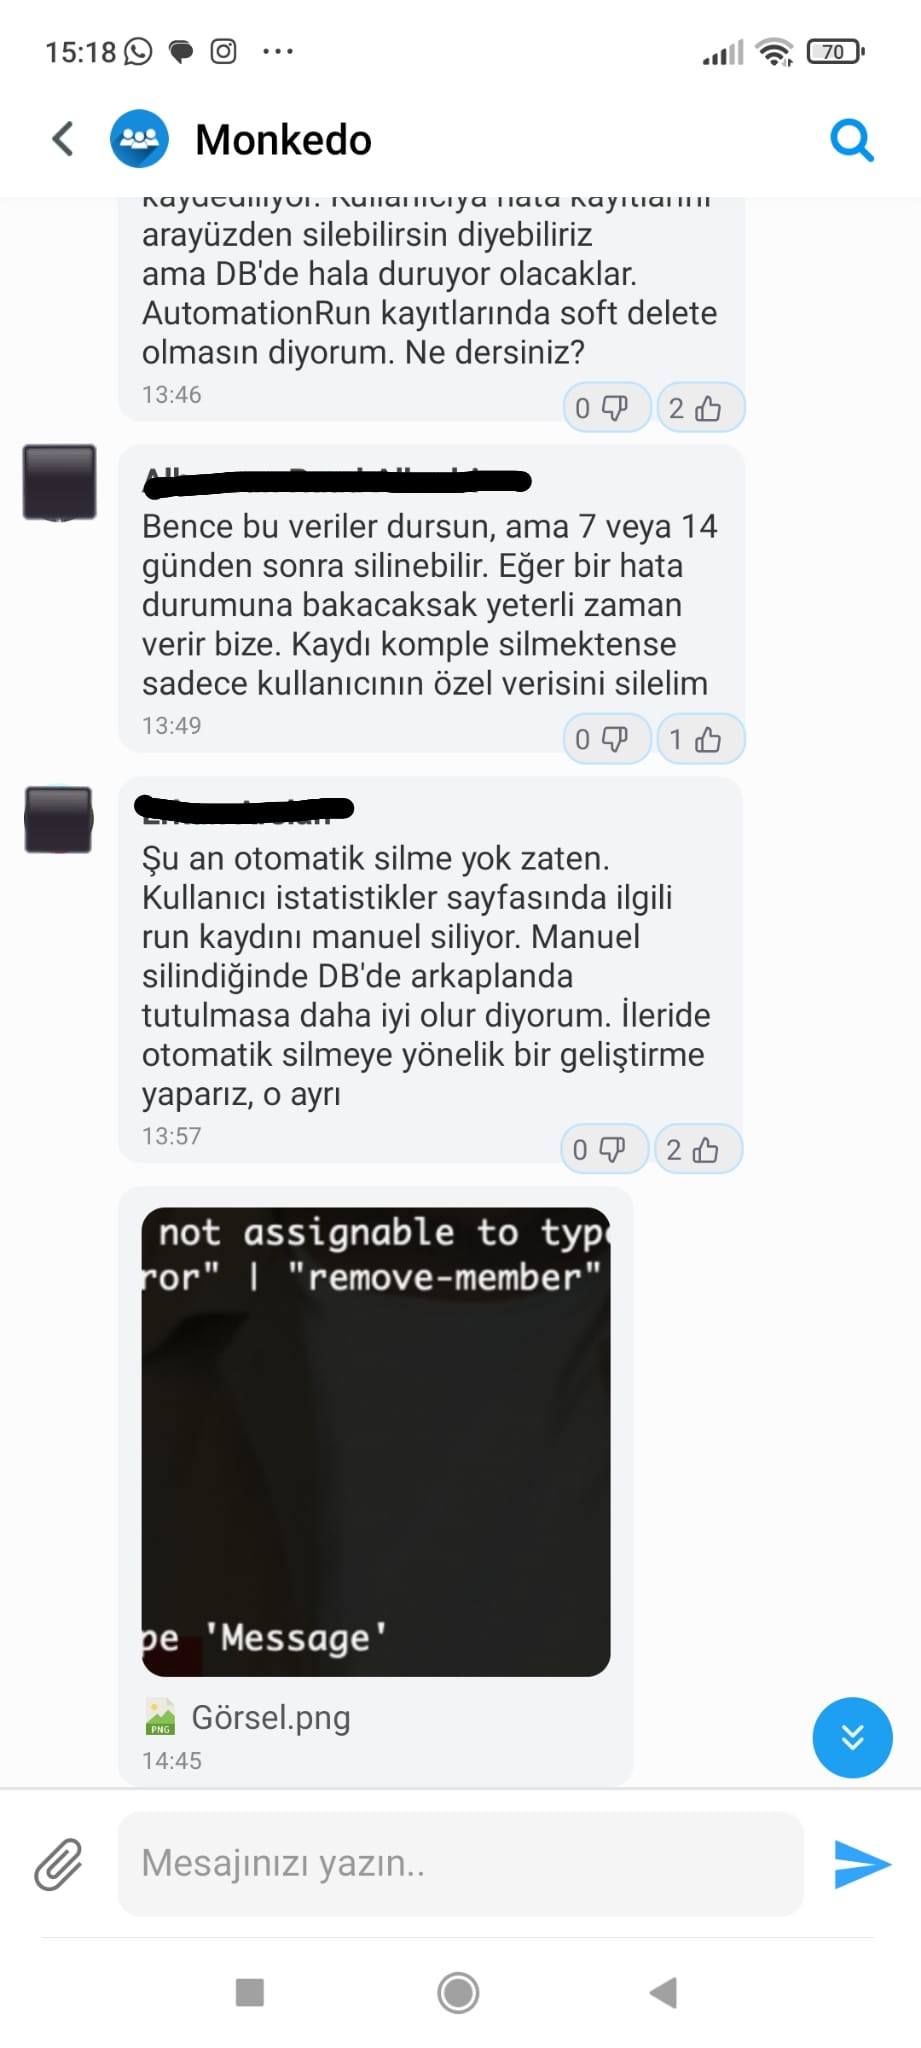 15:18
70
Monkedo
kaydediliyor. Kullanıcıya hata kayıtlarını
arayüzden silebilirsin diyebiliriz
ama DB'de hala duruyor olacaklar.
AutomationRun kayıtlarında soft delete
olmasın diyorum. Ne dersiniz?
13:46
0 2
Bence bu veriler dursun, ama 7 veya 14
günden sonra silinebilir. Eğer bir hata
durumuna bakacaksak yeterli zaman
verir bize. Kaydı komple silmektense
sadece kullanıcının özel verisini silelim
13:49
0 1
Şu an otomatik silme yok zaten.
Kullanıcı istatistikler sayfasında ilgili
run kaydını manuel siliyor. Manuel
silindiğinde DB'de arkaplanda
tutulmasa daha iyi olur diyorum. İleride
otomatik silmeye yönelik bir geliştirme
yaparız, o ayrı
13:57
0 2
not assignable to typ
ror" | "remove-member"
pe 'Message'
PNG Görsel.png
14:45
Mesajınızı yazın..